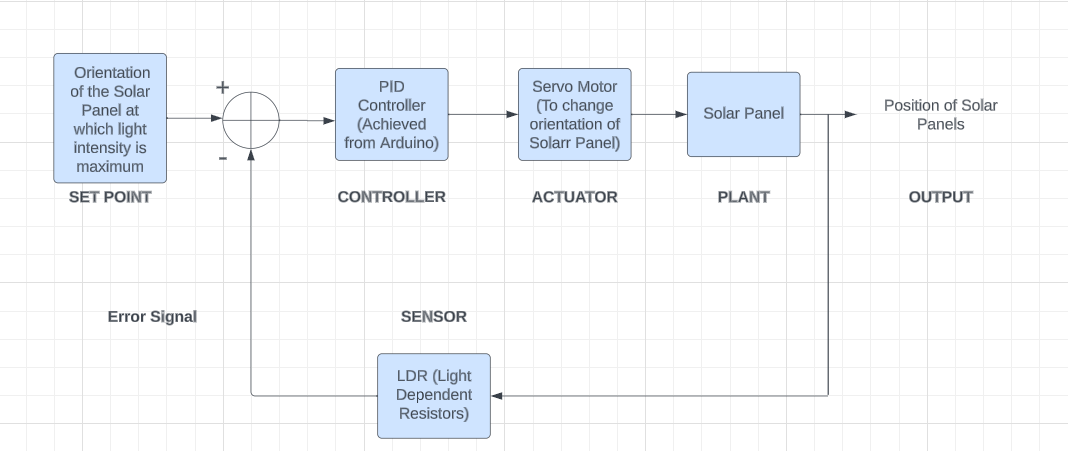 Orientation
of the Solar
Panel at
which light
intensity is
maximum
SET POINT
+
-
PID
Controller
(Achieved
from Arduino)
CONTROLLER
Servo Motor
(To change
orientation of
Solarr Panel)
ACTUATOR
Solar Panel
PLANT
Position of Solar
Panels
OUTPUT
Error Signal
SENSOR
LDR (Light
Dependent
Resistors)